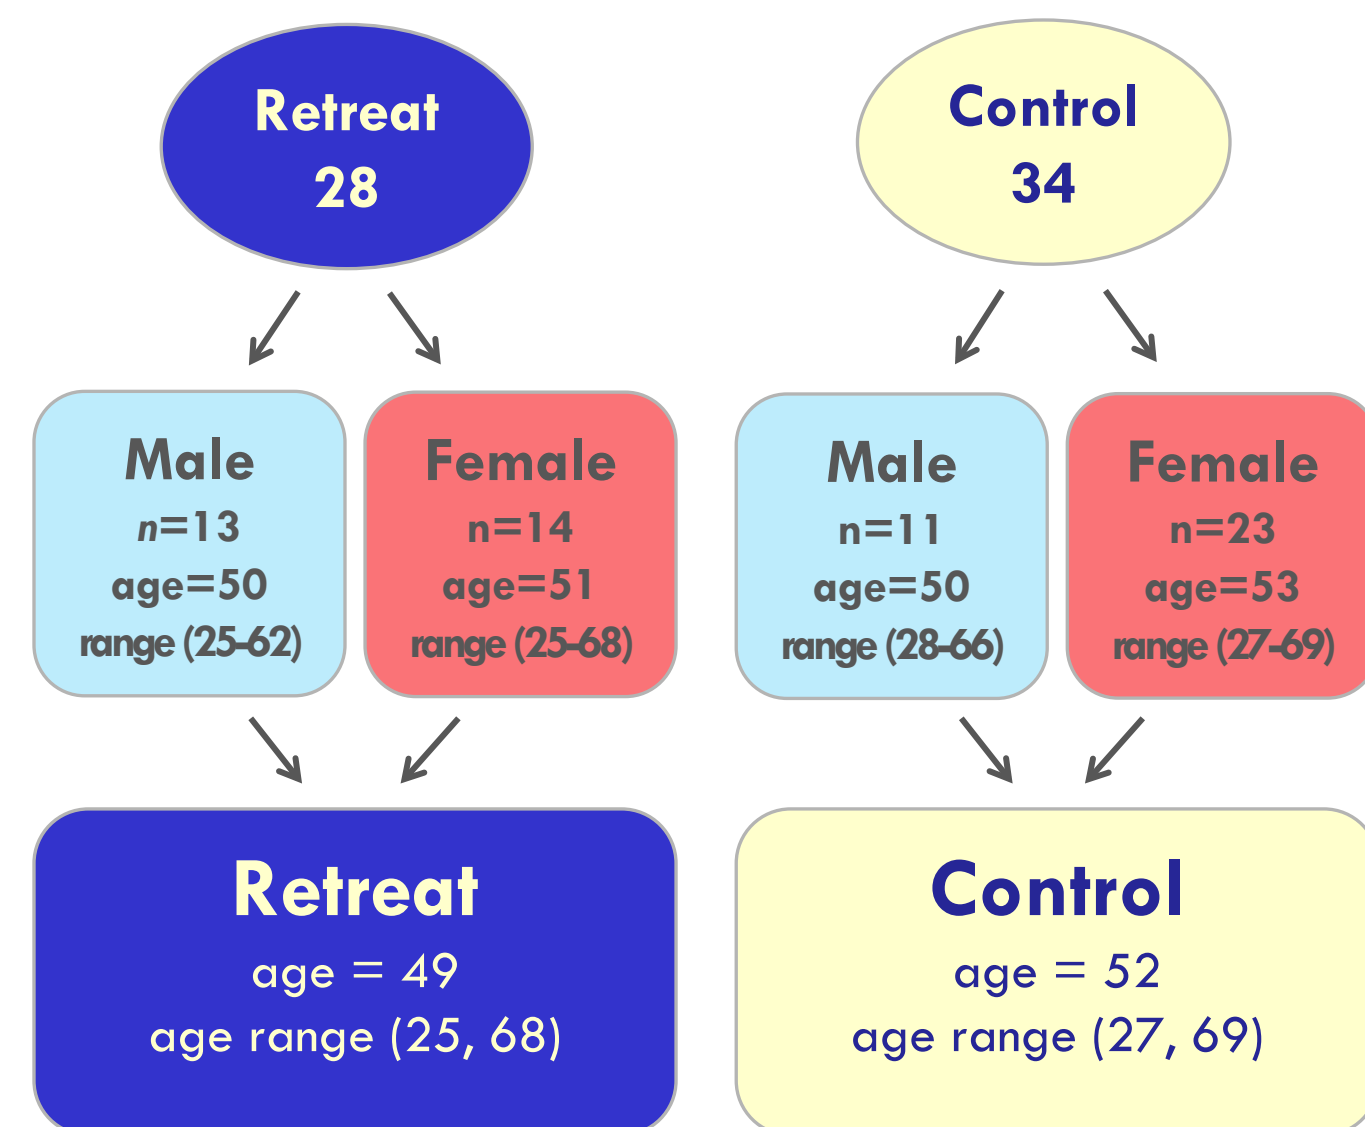 Retreat
28
Control
34
Male
n=13
age=50
range (25-62)
Female
n=14
age=51
range (25-68)
Male
n=11
age=50
range (28-66)
Female
n=23
age=53
range (27-69)
Retreat
age = 49
age range (25, 68)
Control
age = 52
age range (27, 69)